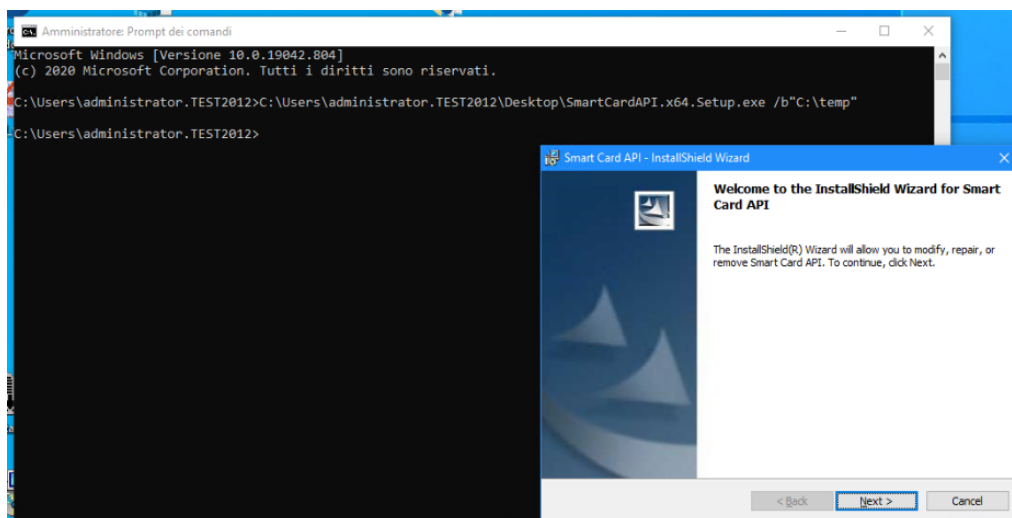 Amministratore: Prompt dei comandi
Microsoft Windows [Versione 10.0.19042.804]
(c) 2020 Microsoft Corporation. Tutti i diritti sono riservati.
C:\Users\administrator.TEST2012>C:\Users\administrator.TEST2012\Desktop\SmartCardAPI.x64.Setup.exe /b"C:\temp"
C:\Users\administrator.TEST2012>
Smart Card API - InstallShield Wizard
Welcome to the InstallShield Wizard for Smart
Card API
The InstallShield(R) Wizard will allow you to modify, repair, or
remove Smart Card API. To continue, click Next.
< Back Next > Cancel